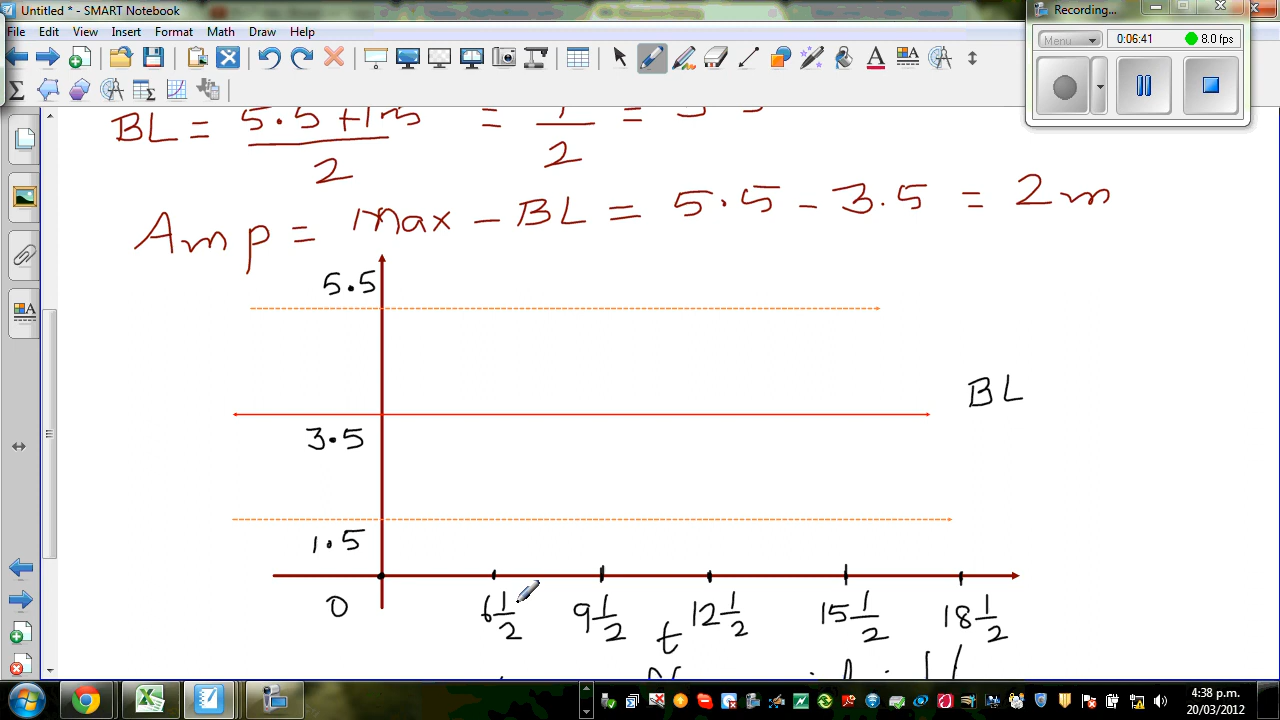 Untitled * - SMART Notebook
Recording...
File Edit View Insert Format Math Draw Help
Menu
0:06:41
8.0 fps
BL = 5.5 + 1.5 / 2 = 7 / 2 = 3.5
Amp = max - BL = 5.5 - 3.5 = 2 m
5.5
BL
3.5
1.5
0 6 1/2 9 1/2 12 1/2 15 1/2 18 1/2
t
4:38 p.m.
20/03/2012